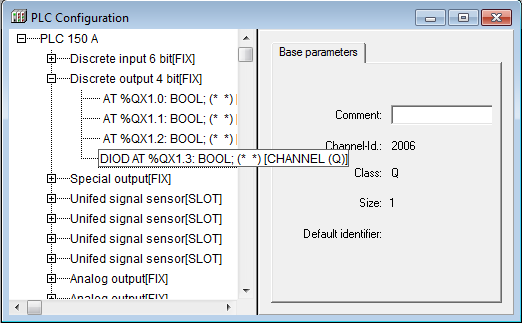 PLC Configuration
PLC 150 A
Discrete input 6 bit[FIX]
Discrete output 4 bit[FIX]
AT %QX1.0: BOOL; (* *) [
AT %QX1.1: BOOL; (* *) [
AT %QX1.2: BOOL; (* *) [
DIOD AT %QX1.3: BOOL; (* *) [CHANNEL (Q)]
Special output[FIX]
Unifed signal sensor[SLOT]
Unifed signal sensor[SLOT]
Unifed signal sensor[SLOT]
Unifed signal sensor[SLOT]
Analog output[FIX]
Analog output[FIX]
Base parameters
Comment:
Channel-Id.: 2006
Class: Q
Size: 1
Default identifier: